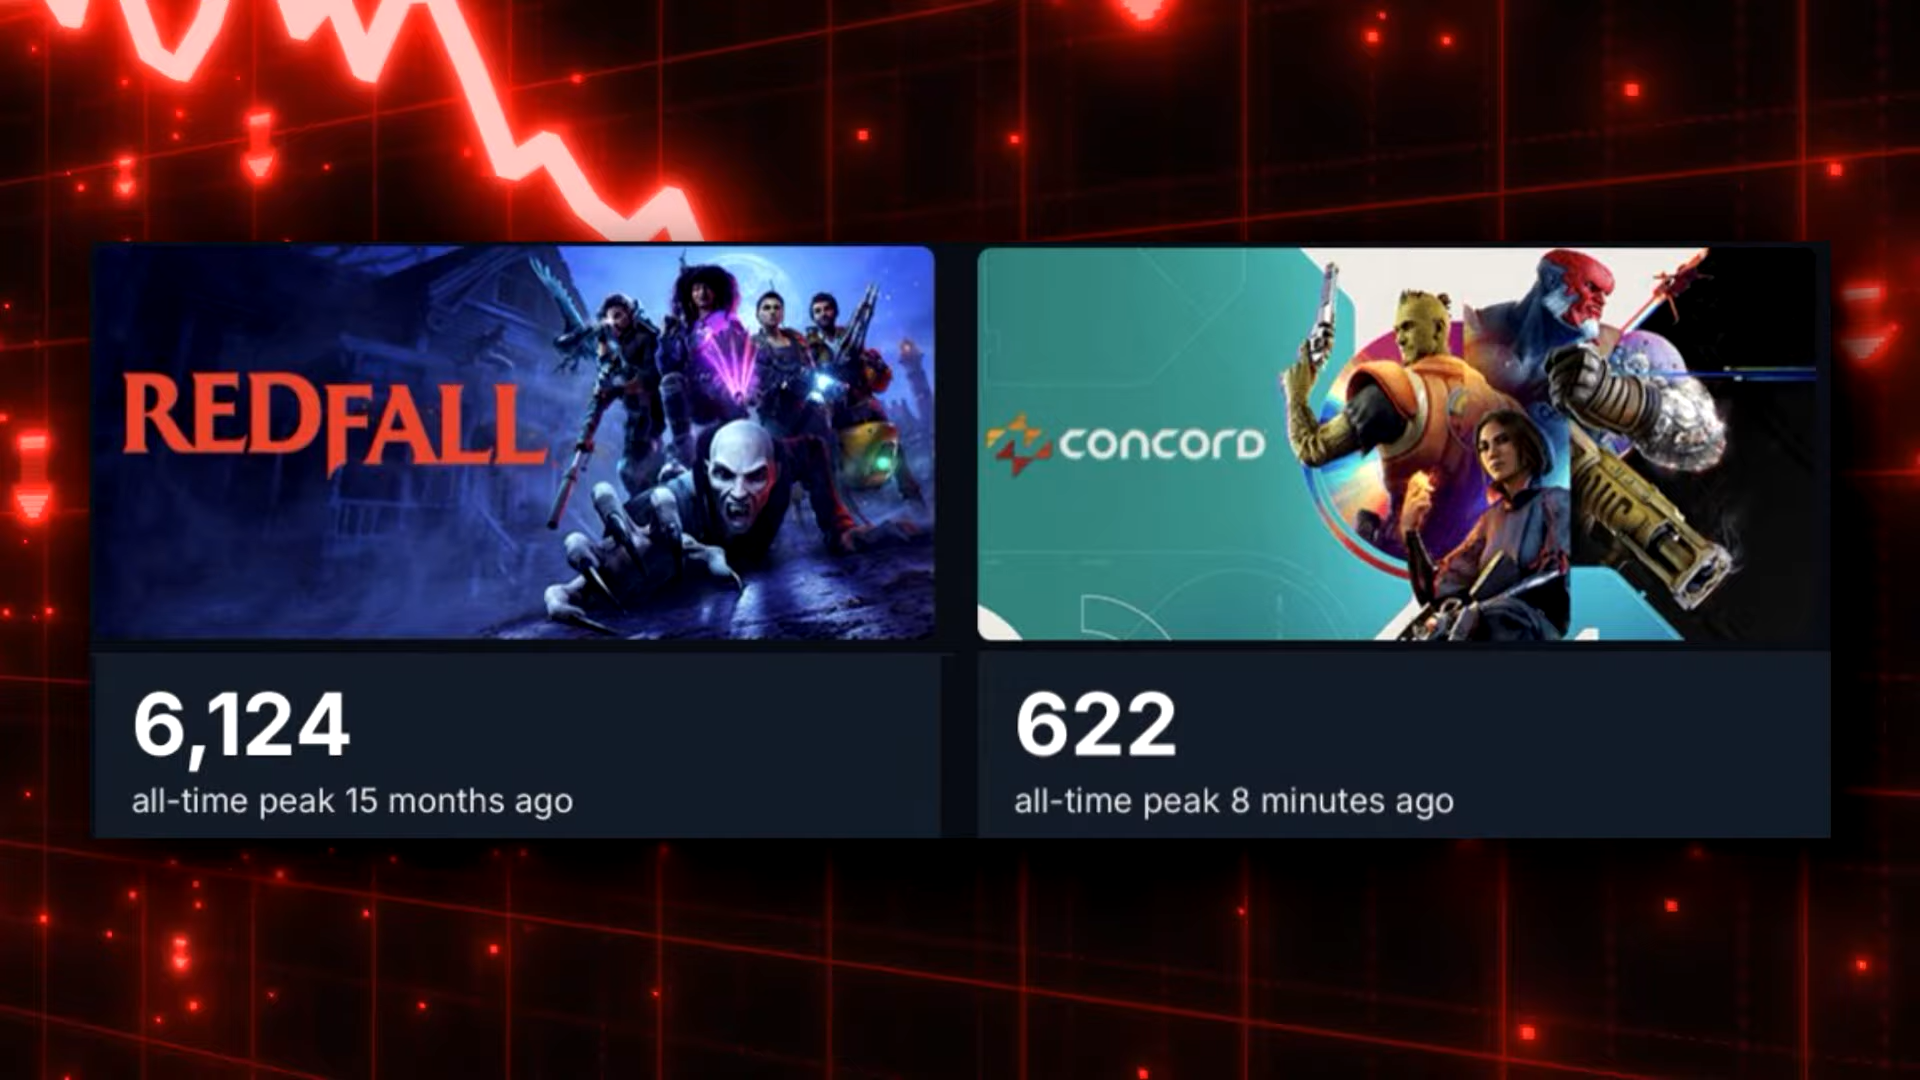 REDFALL
6,124
all-time peak 15 months ago
concord
622
all-time peak 8 minutes ago